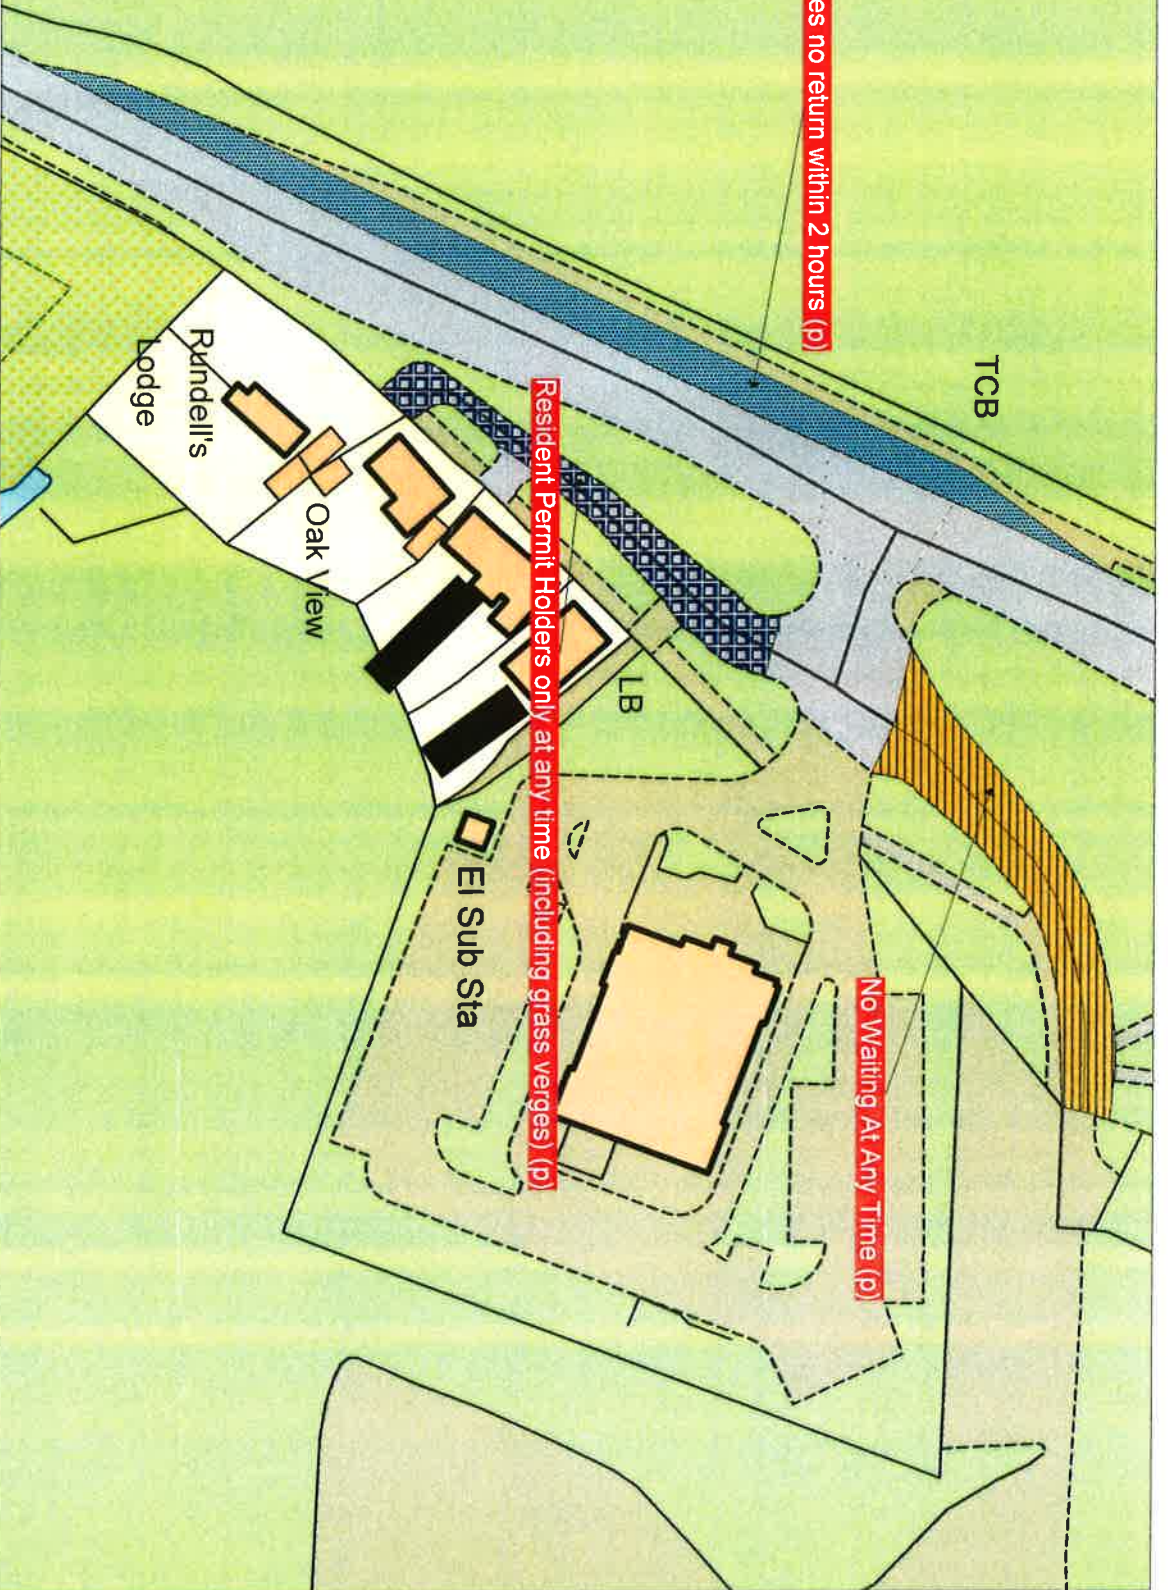 es no return within 2 hours (p)
TCB
Resident Permit Holders only at any time (including grass verges) (p)
Rundell's
Lodge
Oak View
LB
El Sub Sta
No Waiting At Any Time (p)